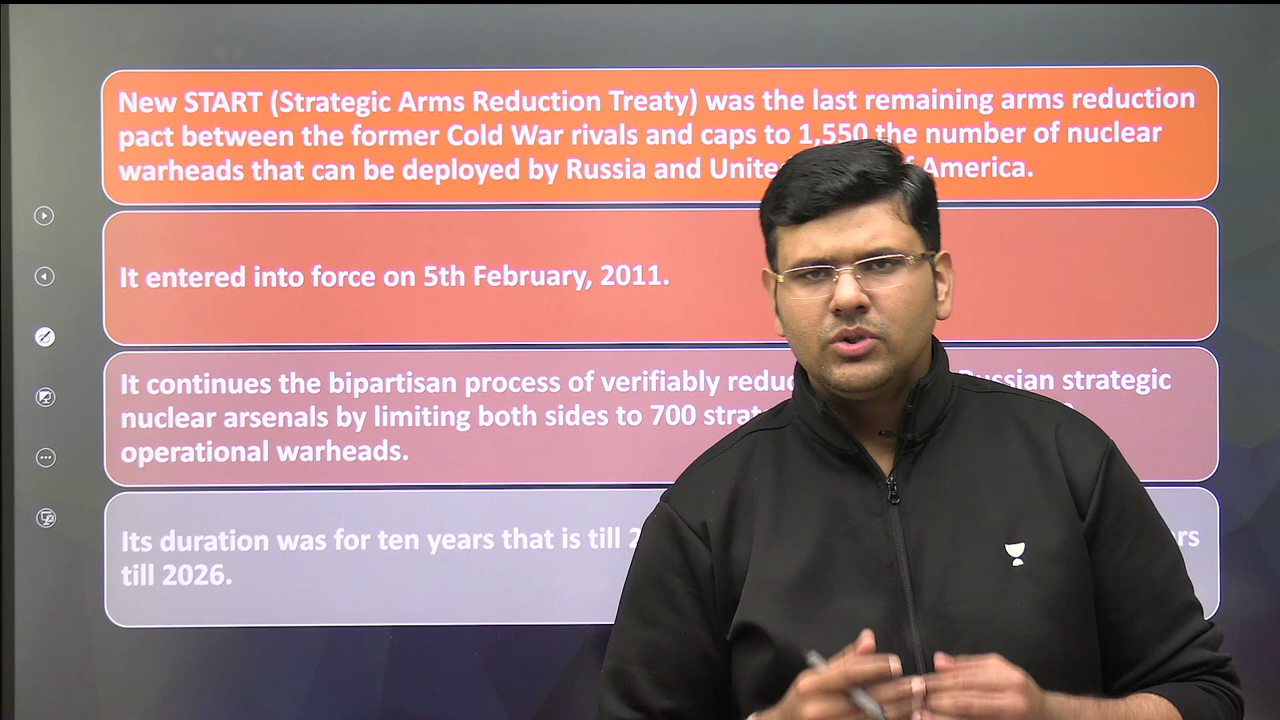 New START (Strategic Arms Reduction Treaty) was the last remaining arms reduction
pact between the former Cold War rivals and caps to 1,550 the number of nuclear
warheads that can be deployed by Russia and America.
It entered into force on 5th February, 2011.
It continues the bipartisan process of verifiably strategic
nuclear arsenals by limiting both sides to 700
operational warheads.
Its duration was for ten years that is till
till 2026.